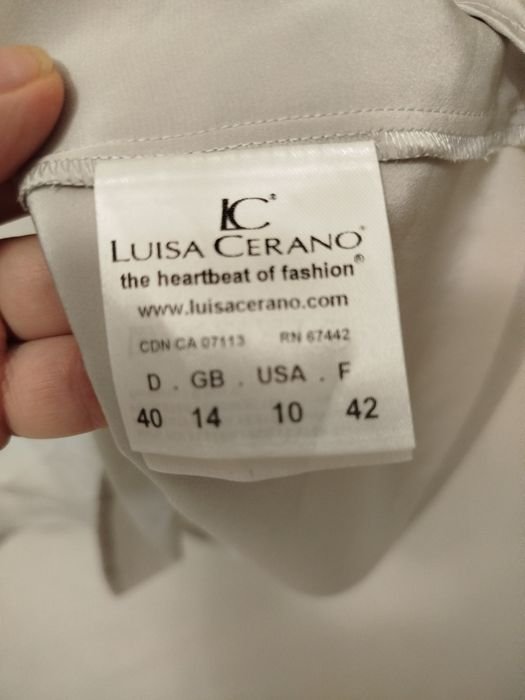 LC®
LUISA CERANO®
the heartbeat of fashion®
www.luisacerano.com
CDN CA 07113 RN 67442
D . GB . USA . F
40 14 10 42